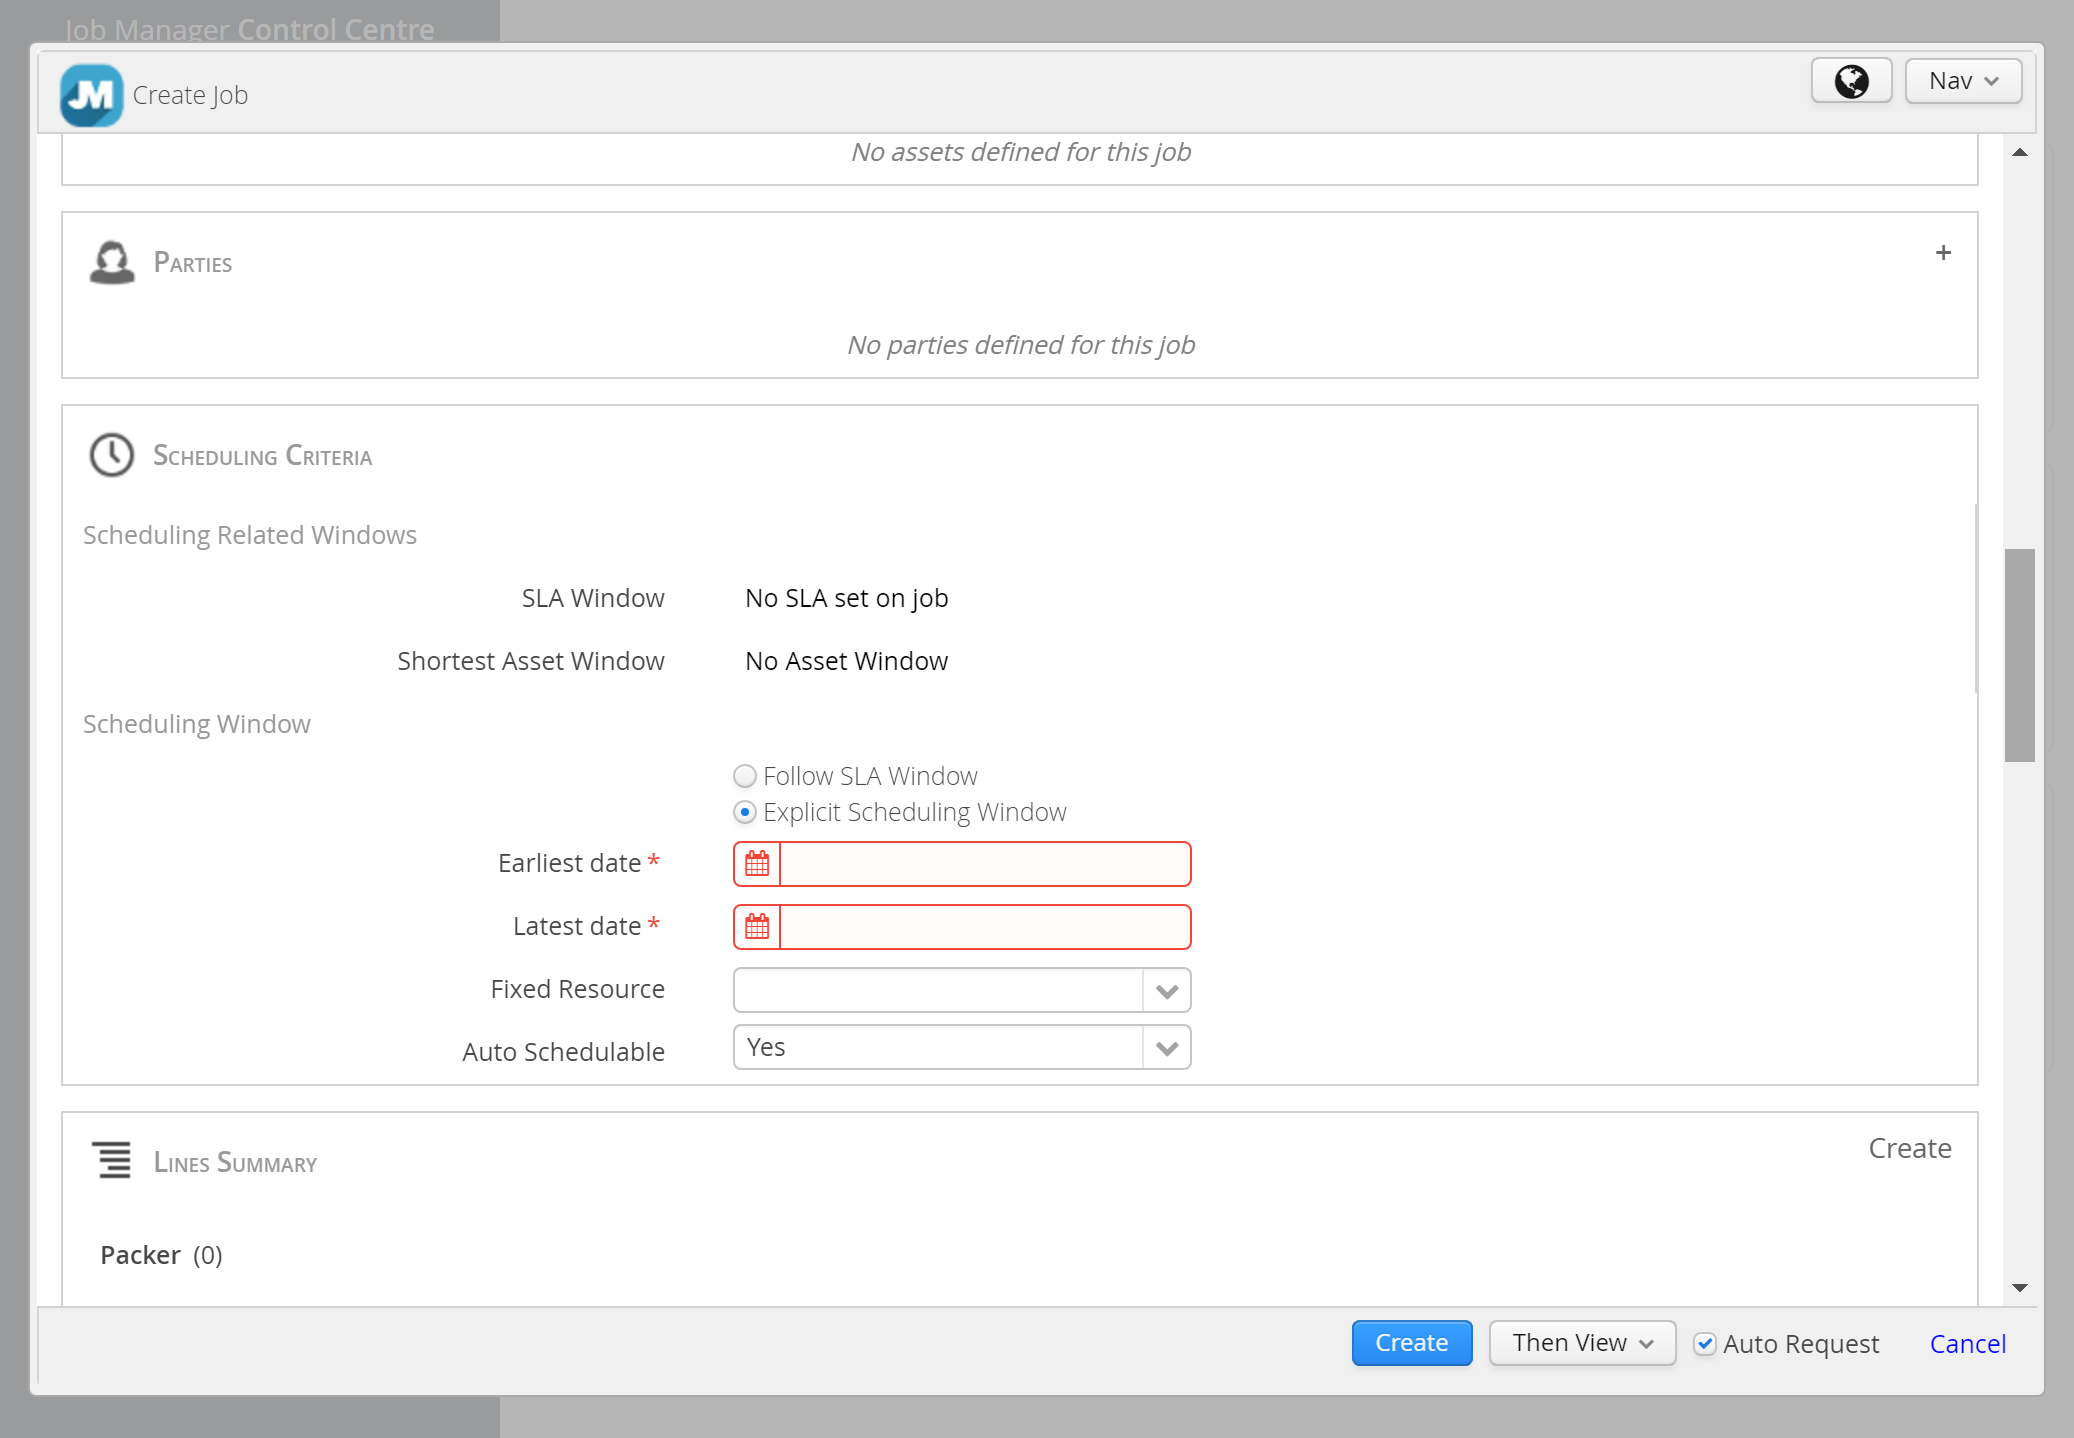 Job Manager Control Centre
JM Create Job
Nav
No assets defined for this job
Parties
+
No parties defined for this job
Scheduling Criteria
Scheduling Related Windows
SLA Window No SLA set on job
Shortest Asset Window No Asset Window
Scheduling Window
Follow SLA Window
Explicit Scheduling Window
Earliest date *
Latest date *
Fixed Resource
Auto Schedulable Yes
Lines Summary
Create
Packer (0)
Create Then View Auto Request Cancel